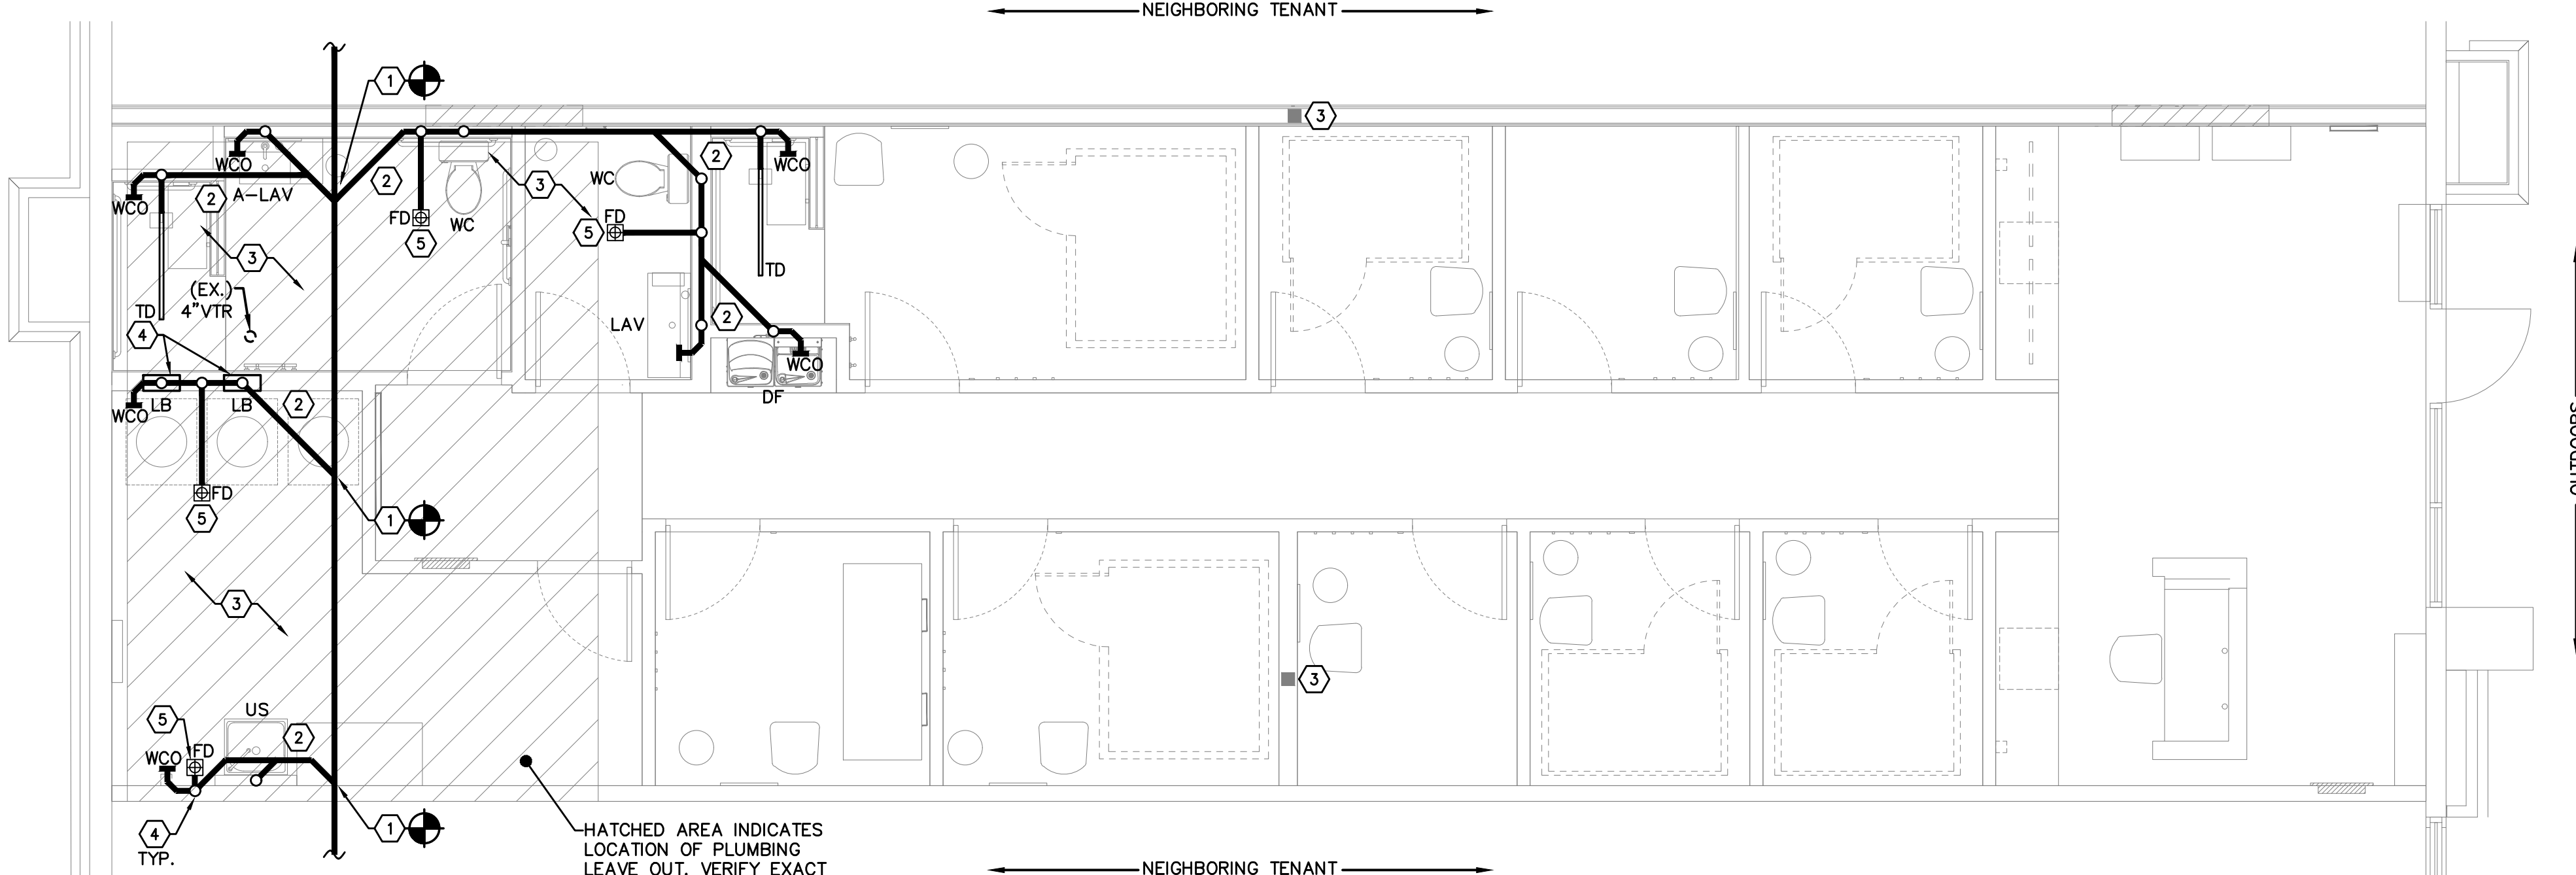 NEIGHBORING TENANT
1
3
WCO
A-LAV
2
WCO
2
FD
5
WC
3
WC
FD
5
2
WCO
2
3
(EX.)
4"VTR
TD
TD
4
LAV
2
WCO
DF
WCO
LB
LB
2
FD
5
1
OUTDOORS
3
3
US
5
WCO
FD
2
4
TYP.
1
HATCHED AREA INDICATES
LOCATION OF PLUMBING
LEAVE OUT. VERIFY EXACT
NEIGHBORING TENANT